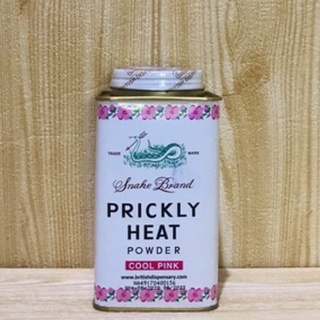 TRADE MARK
Snake Brand
PRICKLY
HEAT
POWDER
COOL PINK
www.britishdispensary.com